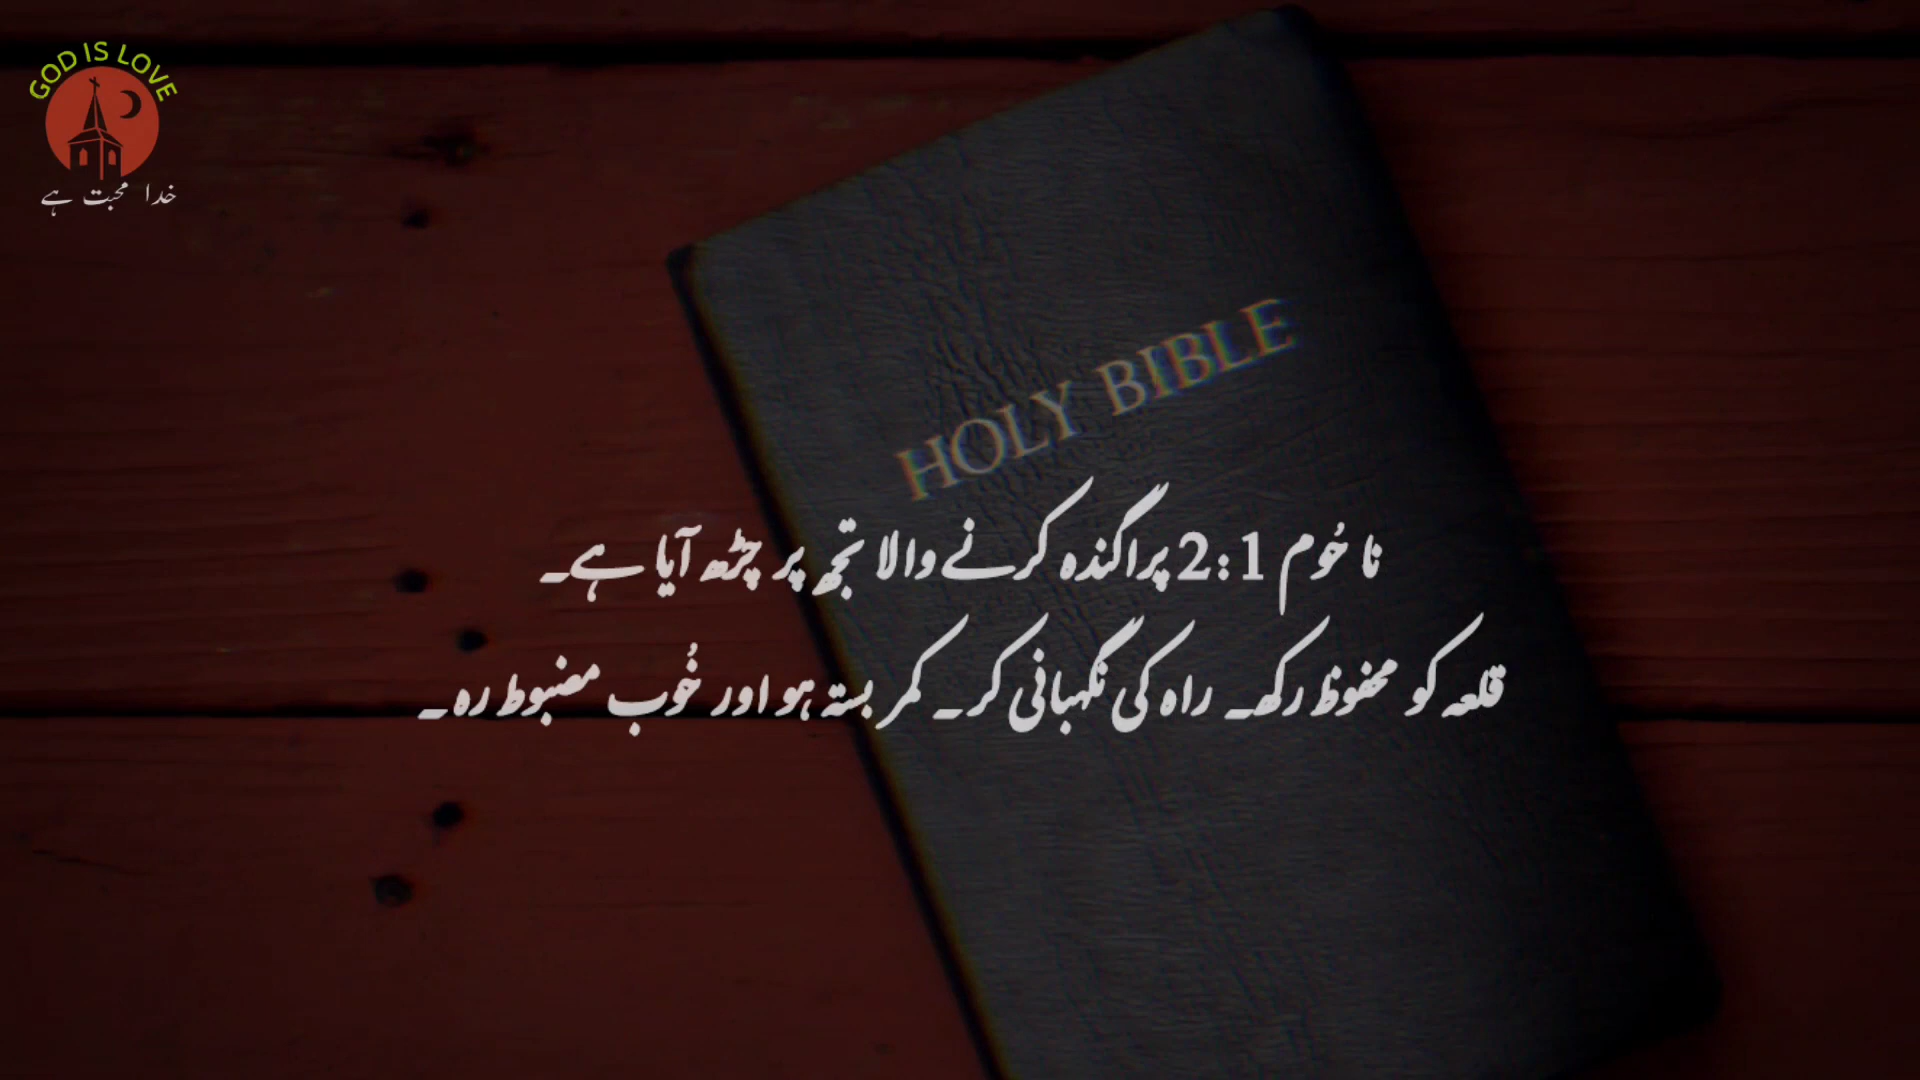 GOD IS LOVE
خدا محبت ہے
HOLY BIBLE
نا حُوم 2:1 پراگندہ کرنے والا تجھ پر چڑھ آیا ہے۔
قلعہ کو محفوظ رکھ۔ راہ کی نگہبانی کر۔ کمر بستہ ہو اور خُوب مضبوط رہ۔